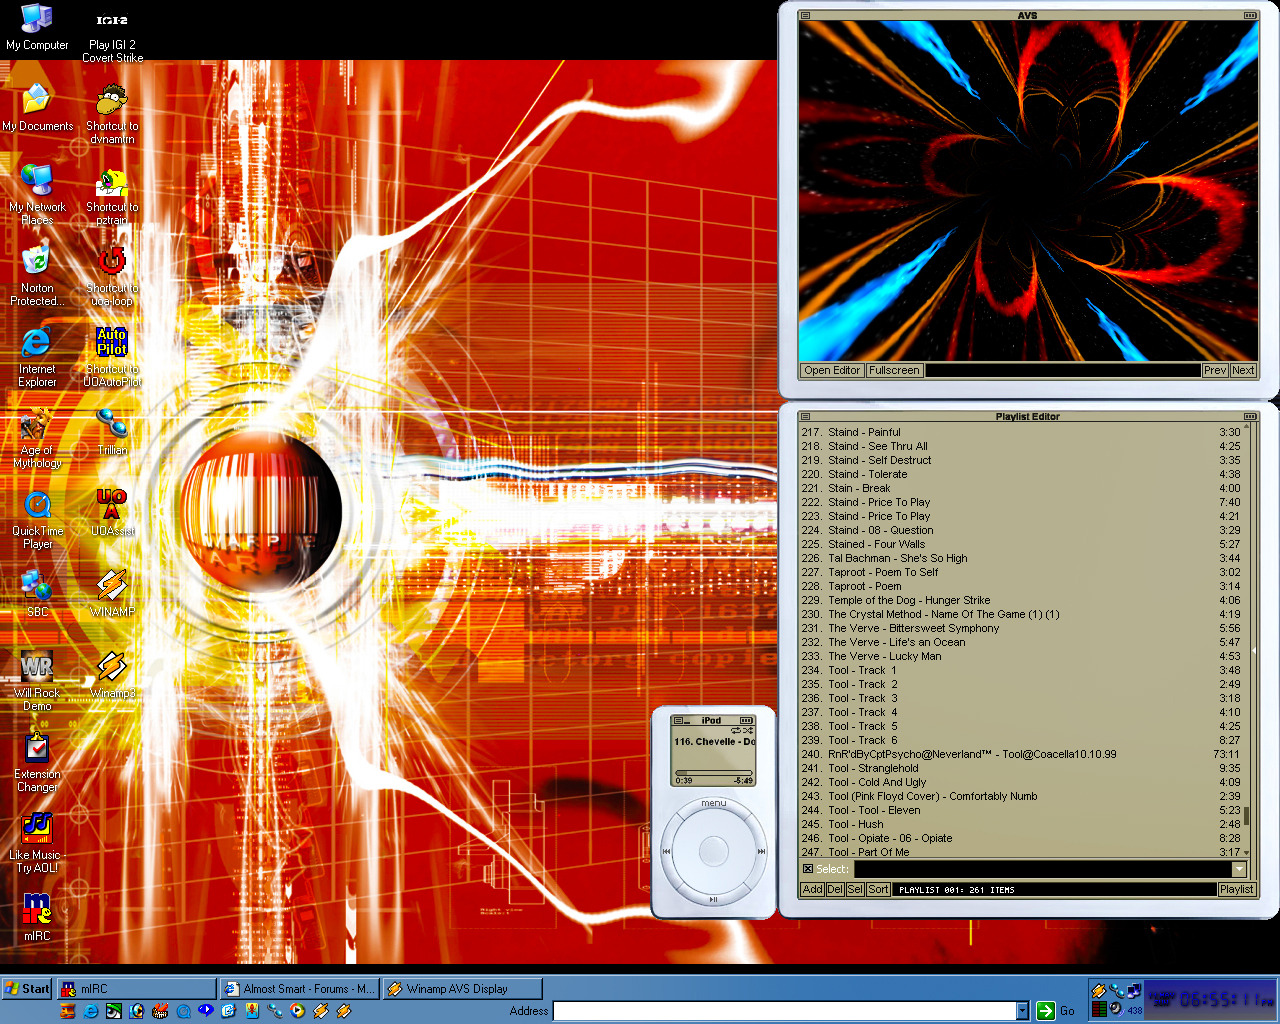 My Computer
IGI-2
Play IGI 2
Covert Strike
My Documents
Shortcut to
dvnamtrn
My Network
Places
Shortcut to
pztrain
Norton
Protected...
Shortcut to
uoa-loop
Internet
Explorer
Auto
Pilot
Shortcut to
UOAutoPilot
Age of
Mythology
Trillian
QuickTime
Player
UO
A
UOAssist
SBC
WINAMP
WR
Will Rock
Demo
Winamp3
Extension
Changer
Like Music -
Try AOL!
mIRC
WARP
AVS
Open Editor
Fullscreen
Prev
Next
Playlist Editor
217. Staind - Painful 3:30
218. Staind - See Thru All 4:25
219. Staind - Self Destruct 3:35
220. Staind - Tolerate 4:38
221. Stain - Break 4:00
222. Staind - Price To Play 7:40
223. Staind - Price To Play 4:21
224. Staind - 08 - Question 3:29
225. Stained - Four Walls 5:27
226. Tal Bachman - She's So High 3:44
227. Taproot - Poem To Self 3:02
228. Taproot - Poem 3:14
229. Temple of the Dog - Hunger Strike 4:06
230. The Crystal Method - Name Of The Game (1) (1) 4:19
231. The Verve - Bittersweet Symphony 5:56
232. The Verve - Life's an Ocean 5:47
233. The Verve - Lucky Man 4:53
234. Tool - Track 1 3:48
235. Tool - Track 2 2:49
236. Tool - Track 3 3:18
237. Tool - Track 4 4:10
238. Tool - Track 5 4:25
239. Tool - Track 6 8:27
240. RnR'dByCptPsycho@Neverland™ - Tool@Coacella10.10.99 73:11
241. Tool - Stranglehold 9:35
242. Tool - Cold And Ugly 4:09
243. Tool (Pink Floyd Cover) - Comfortably Numb 2:39
244. Tool - Tool - Eleven 5:23
245. Tool - Hush 2:48
246. Tool - Opiate - 06 - Opiate 8:28
247. Tool - Part Of Me 3:17
Select:
Add Del Sel Sort PLAYLIST 001: 261 ITEMS Playlist
iPod
116. Chevelle - Do
0:39 -5:49
menu
Start
mIRC
Almost Smart - Forums - M...
Winamp AVS Display
Address
Go
438
06:55:11 PM